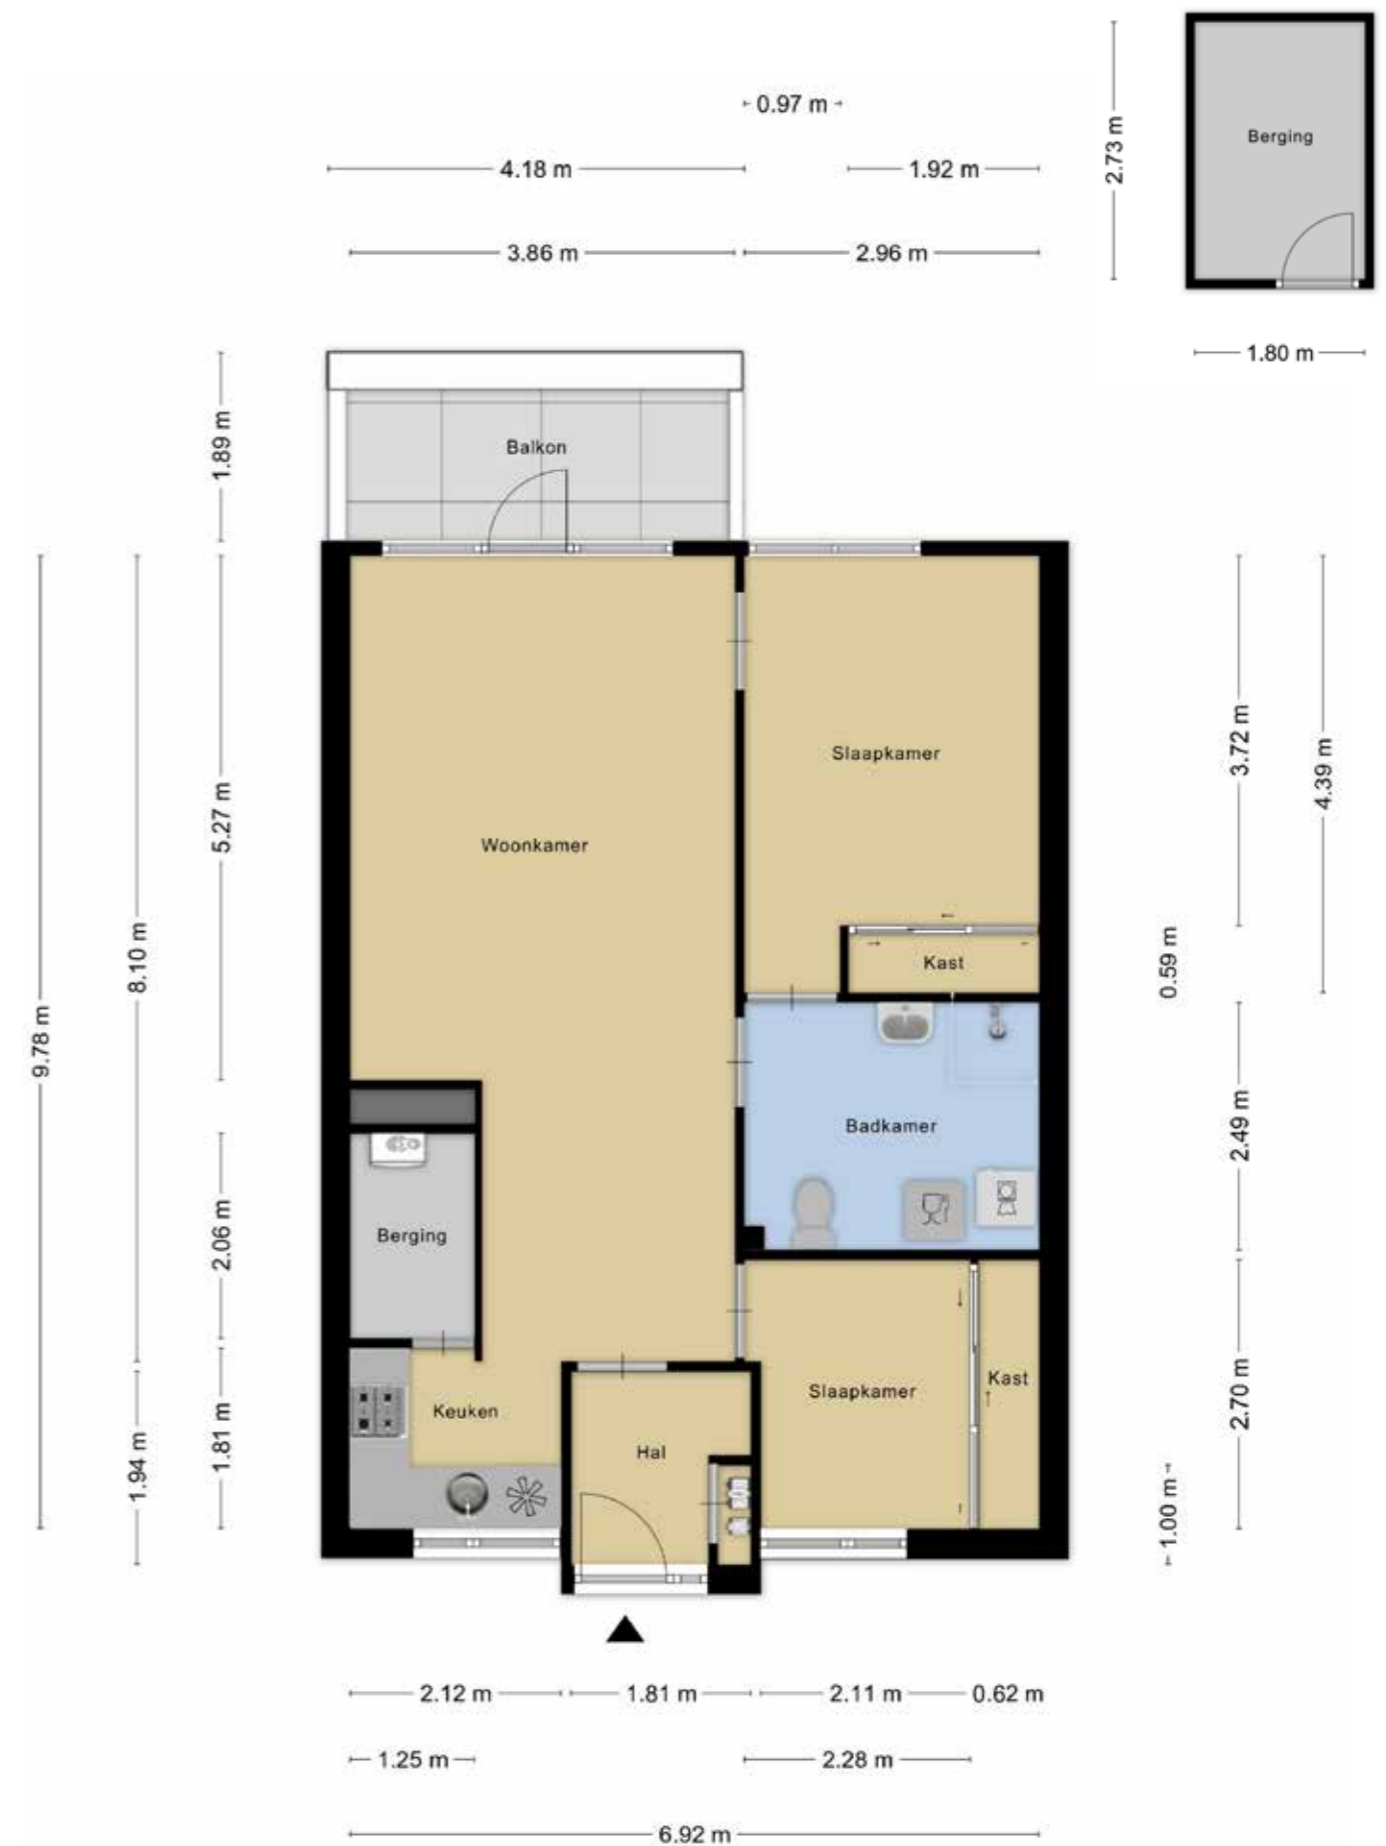 0.97 m
4.18 m
1.92 m
3.86 m
2.96 m
2.73 m
Berging
1.80 m
1.89 m
Balkon
9.78 m
8.10 m
5.27 m
Woonkamer
Slaapkamer
3.72 m
4.39 m
Kast
0.59 m
Badkamer
2.49 m
Berging
2.06 m
Keuken
1.81 m
1.94 m
Hal
Slaapkamer
Kast
2.70 m
1.00 m
2.12 m
1.81 m
2.11 m
0.62 m
1.25 m
2.28 m
6.92 m